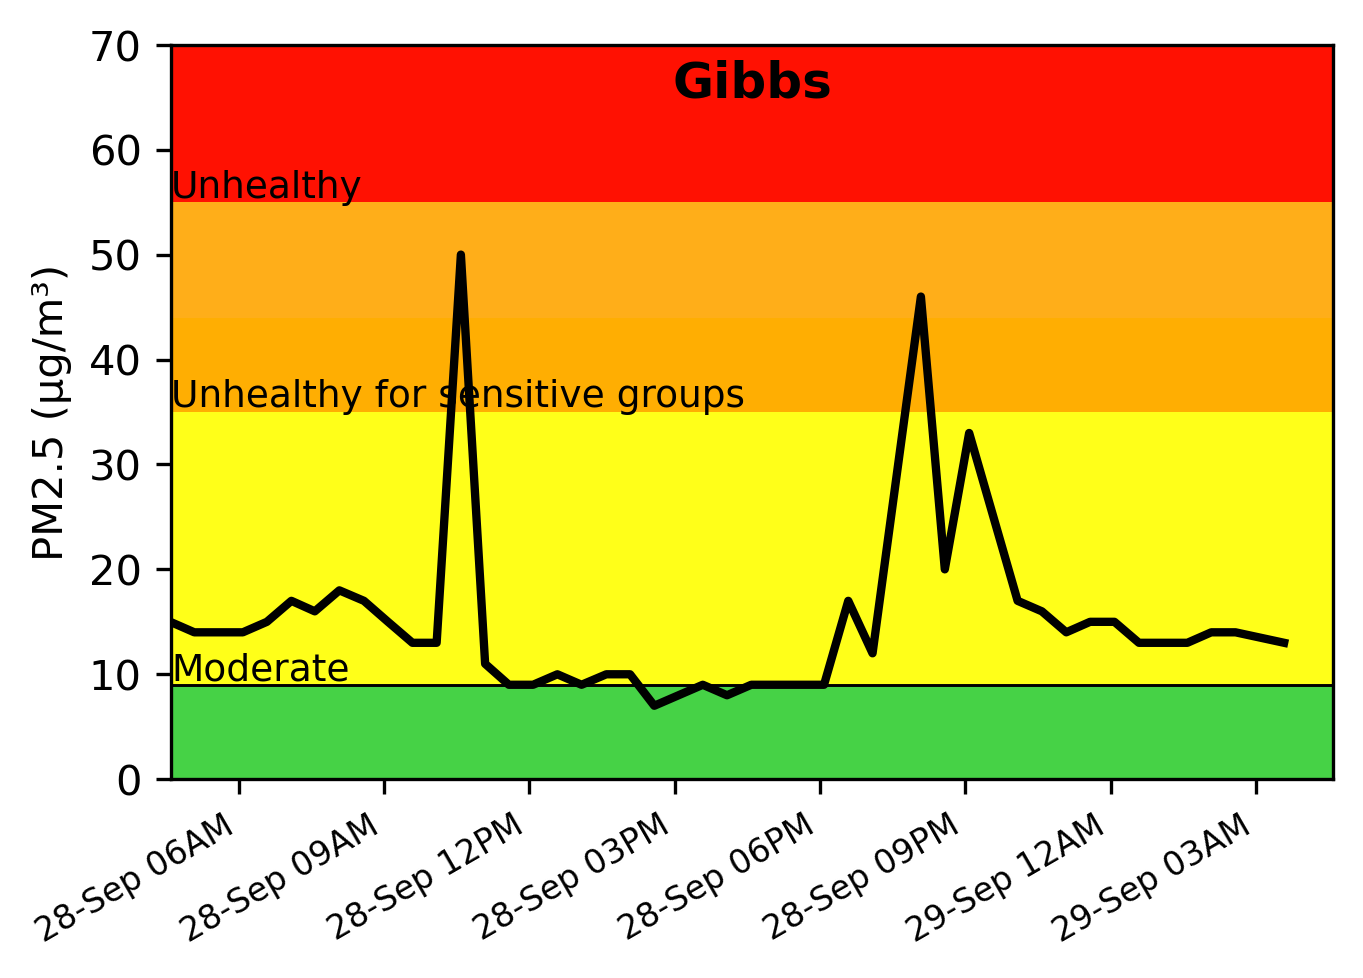 Gibbs
70
60
50
40
30
20
10
0
PM2.5 (µg/m³)
Unhealthy
Unhealthy for sensitive groups
Moderate
28-Sep 06AM
28-Sep 09AM
28-Sep 12PM
28-Sep 03PM
28-Sep 06PM
28-Sep 09PM
29-Sep 12AM
29-Sep 03AM